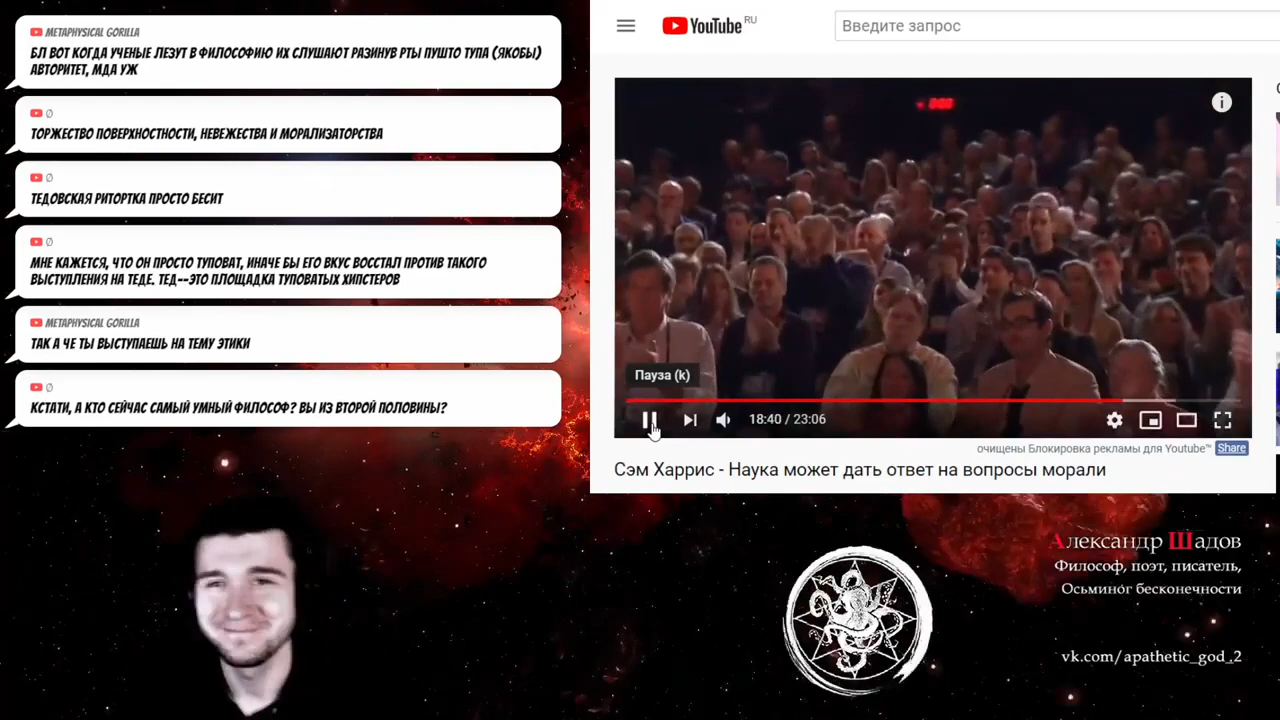 METAPHYSICAL GORILLA
БЛ ВОТ КОГДА УЧЕНЫЕ ЛЕЗУТ В ФИЛОСОФИЮ ИХ СЛУШАЮТ РАЗИНУВ РТЫ ПУШТО ТУПА (ЯКОБЫ)
АВТОРИТЕТ, МДА УЖ
Ø
ТОРЖЕСТВО ПОВЕРХНОСТНОСТИ, НЕВЕЖЕСТВА И МОРАЛИЗАТОРСТВА
Ø
ТЕДОВСКАЯ РИТОРТКА ПРОСТО БЕСИТ
Ø
МНЕ КАЖЕТСЯ, ЧТО ОН ПРОСТО ТУПОВАТ, ИНАЧЕ БЫ ЕГО ВКУС ВОССТАЛ ПРОТИВ ТАКОГО
ВЫСТУПЛЕНИЯ НА ТЕДЕ. ТЕД--ЭТО ПЛОЩАДКА ТУПОВАТЫХ ХИПСТЕРОВ
METAPHYSICAL GORILLA
ТАК А ЧЕ ТЫ ВЫСТУПАЕШЬ НА ТЕМУ ЭТИКИ
Ø
КСТАТИ, А КТО СЕЙЧАС САМЫЙ УМНЫЙ ФИЛОСОФ? ВЫ ИЗ ВТОРОЙ ПОЛОВИНЫ?
YouTube RU
Введите запрос
Пауза (k)
18:40 / 23:06
очищены Блокировка рекламы для Youtube™ Share
Сэм Харрис - Наука может дать ответ на вопросы морали
Александр Шадов
Философ, поэт, писатель,
Осьминóг бесконечности
vk.com/apathetic_god_2